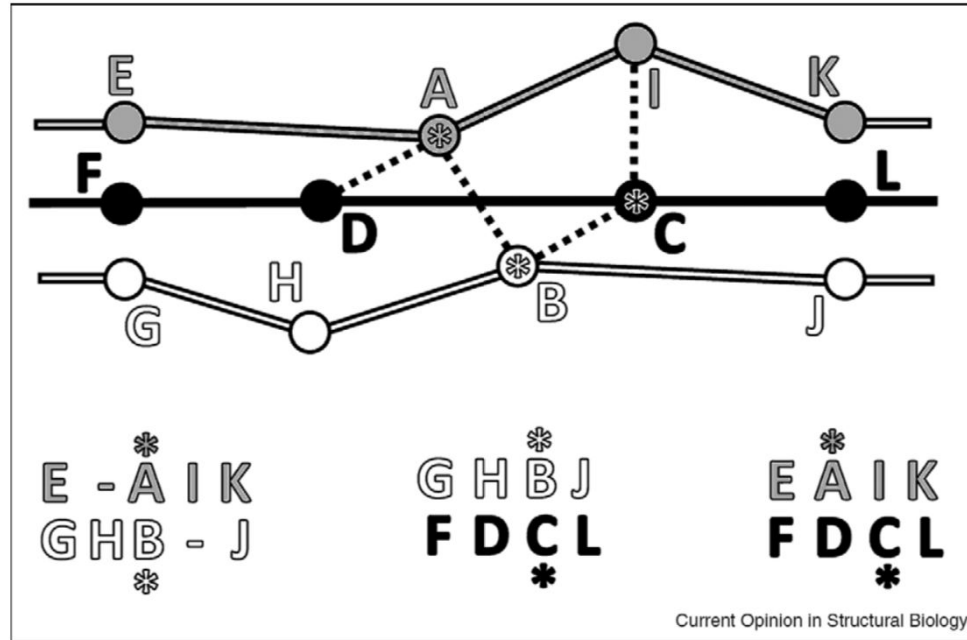 E
A
I
K
F
D
C
L
G
H
B
J
*
E - A I K
G H B - J
*
*
G H B J
F D C L
*
*
E A I K
F D C L
*
Current Opinion in Structural Biology